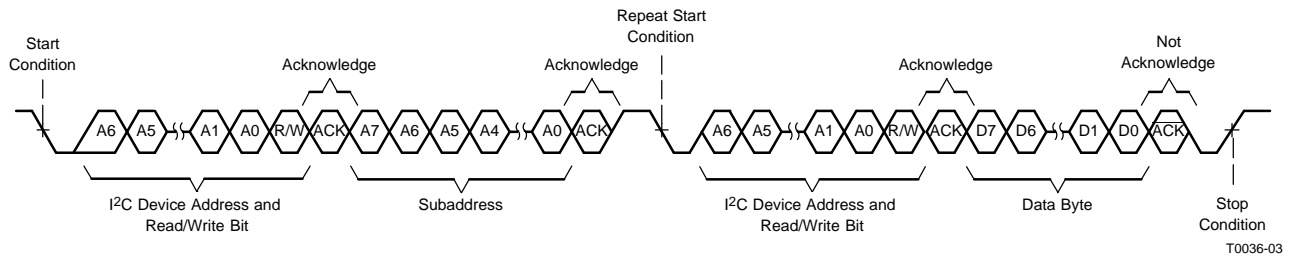 Repeat Start
Condition
Start
Condition
Not
Acknowledge
Acknowledge
Acknowledge
Acknowledge
A6 A5 A1 A0 R/W ACK A7 A6 A5 A4 A0 ACK A6 A5 A1 A0 R/W ACK D7 D6 D1 D0 ACK
I2C Device Address and
Read/Write Bit
Subaddress
I2C Device Address and
Read/Write Bit
Data Byte
Stop
Condition
T0036-03